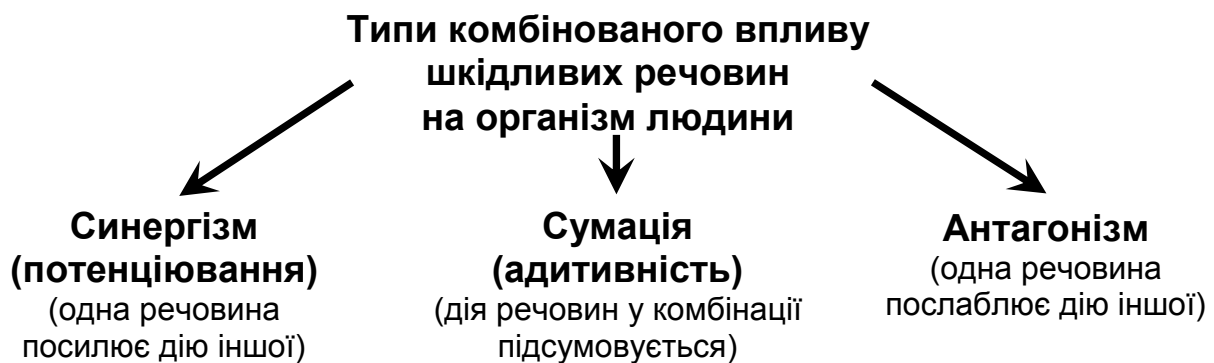 Типи комбінованого впливу
шкідливих речовин
на організм людини
Синергізм
(потенціювання)
(одна речовина
посилює дію іншої)
Сумація
(адитивність)
(дія речовин у комбінації
підсумовується)
Антагонізм
(одна речовина
послаблює дію іншої)